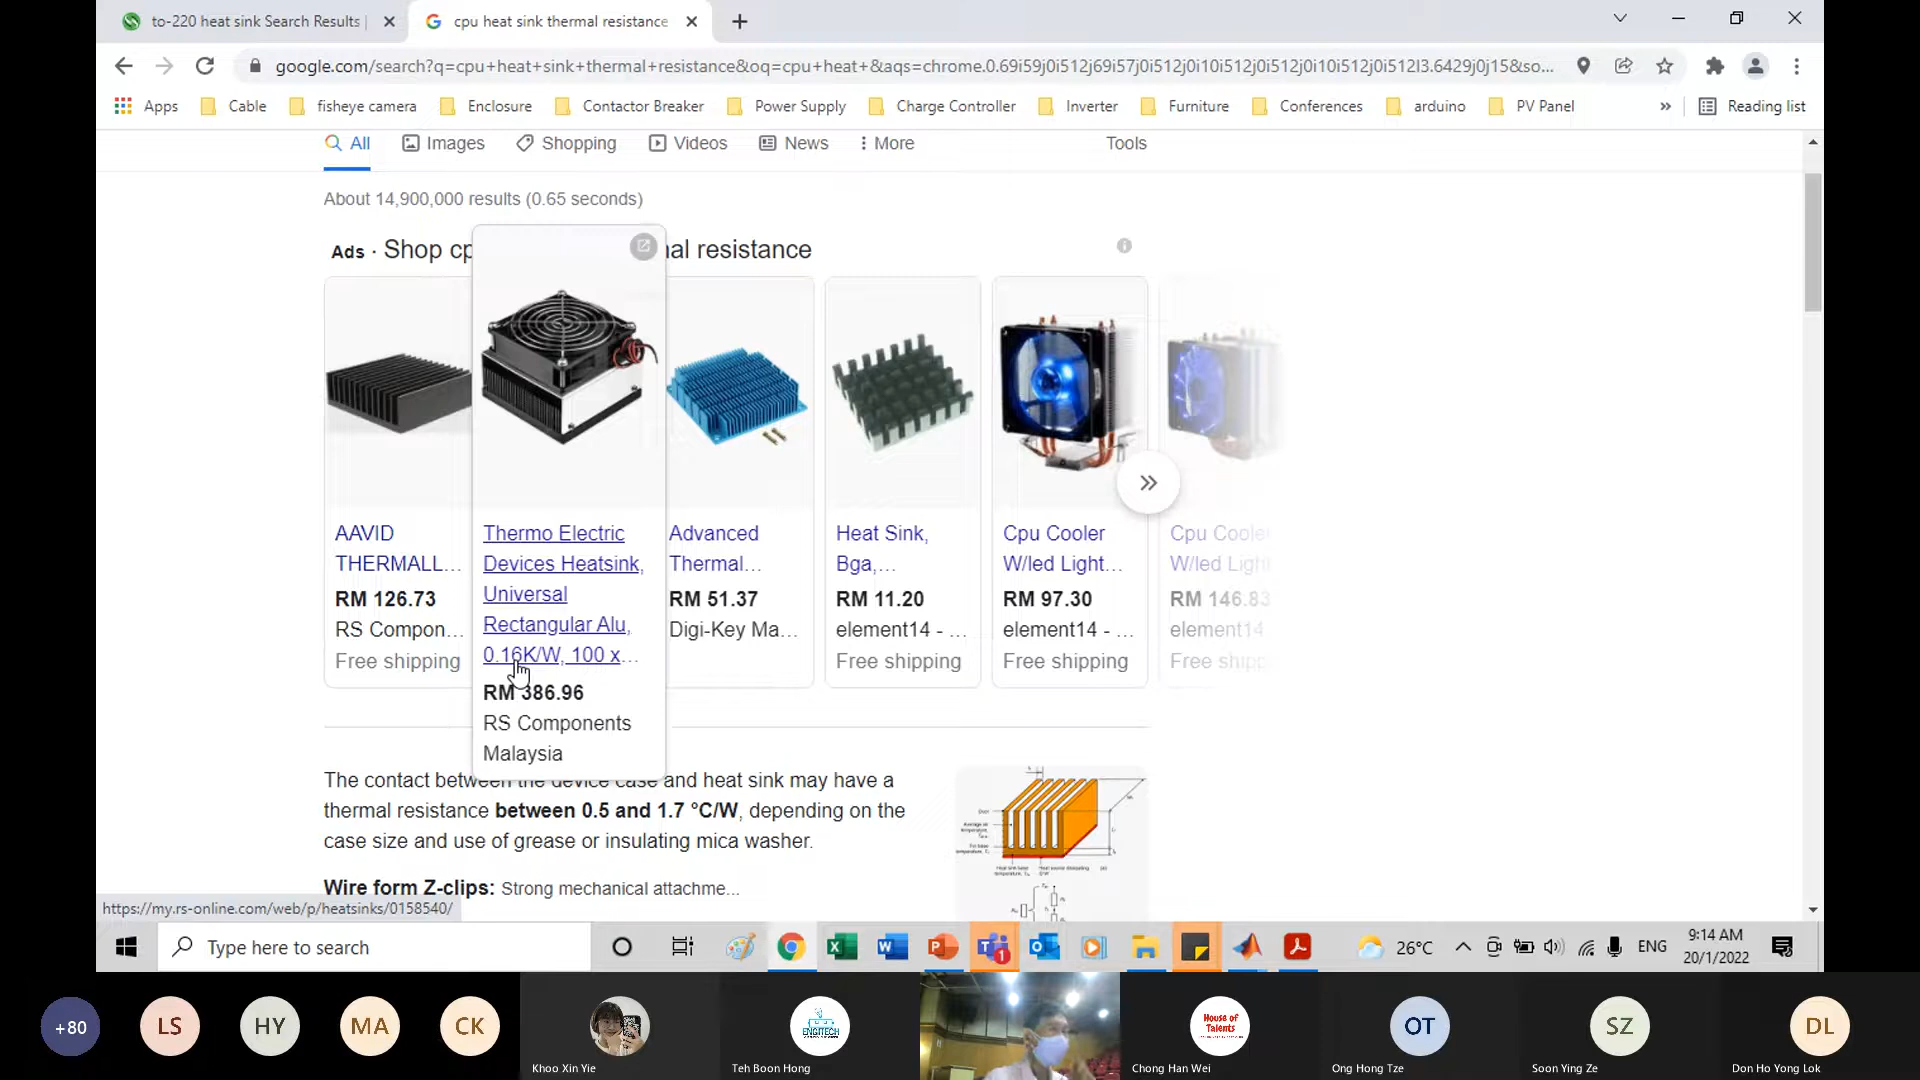 to-220 heat sink Search Results |
cpu heat sink thermal resistance
google.com/search?q=cpu+heat+sink+thermal+resistance&oq=cpu+heat+&aqs=chrome.0.69i59j0i512j69i57j0i512j0i10i512j0i512j0i10i512j0i512l3.6429j0j15&so...
Apps
Cable
fisheye camera
Enclosure
Contactor Breaker
Power Supply
Charge Controller
Inverter
Furniture
Conferences
arduino
PV Panel
»
Reading list
All
Images
Shopping
Videos
News
More
Tools
About 14,900,000 results (0.65 seconds)
Ads · Shop cp
al resistance
AAVID
THERMALL...
RM 126.73
RS Compon...
Free shipping
Thermo Electric
Devices Heatsink,
Universal
Rectangular Alu,
0.16K/W, 100 x...
RM 386.96
RS Components
Malaysia
Advanced
Thermal...
RM 51.37
Digi-Key Ma...
Heat Sink,
Bga,...
RM 11.20
element14 - ...
Free shipping
Cpu Cooler
W/led Light...
RM 97.30
element14 - ...
Free shipping
Cpu Coole
W/led Ligh
RM 146.83
element14
Free shipp
The contact between the device case and heat sink may have a
thermal resistance between 0.5 and 1.7 °C/W, depending on the
case size and use of grease or insulating mica washer.
Wire form Z-clips: Strong mechanical attachme...
https://my.rs-online.com/web/p/heatsinks/0158540/
Type here to search
1
26°C
ENG
9:14 AM
20/1/2022
+80
LS
HY
MA
CK
Khoo Xin Yie
ENGITECH
Teh Boon Hong
House of
Talents
Chong Han Wei
OT
Ong Hong Tze
SZ
Soon Ying Ze
DL
Don Ho Yong Lok